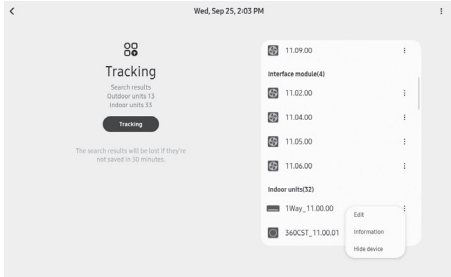 Wed, Sep 25, 2:03 PM
Tracking
Search results
Outdoor units 13
Indoor units 33
Tracking
The search results will be lost if they're
not saved in 30 minutes.
11.09.00
Interface module(4)
11.02.00
11.04.00
11.05.00
11.06.00
Indoor units(32)
1Way_11.00.00
360CST_11.00.01
Edit
Information
Hide device